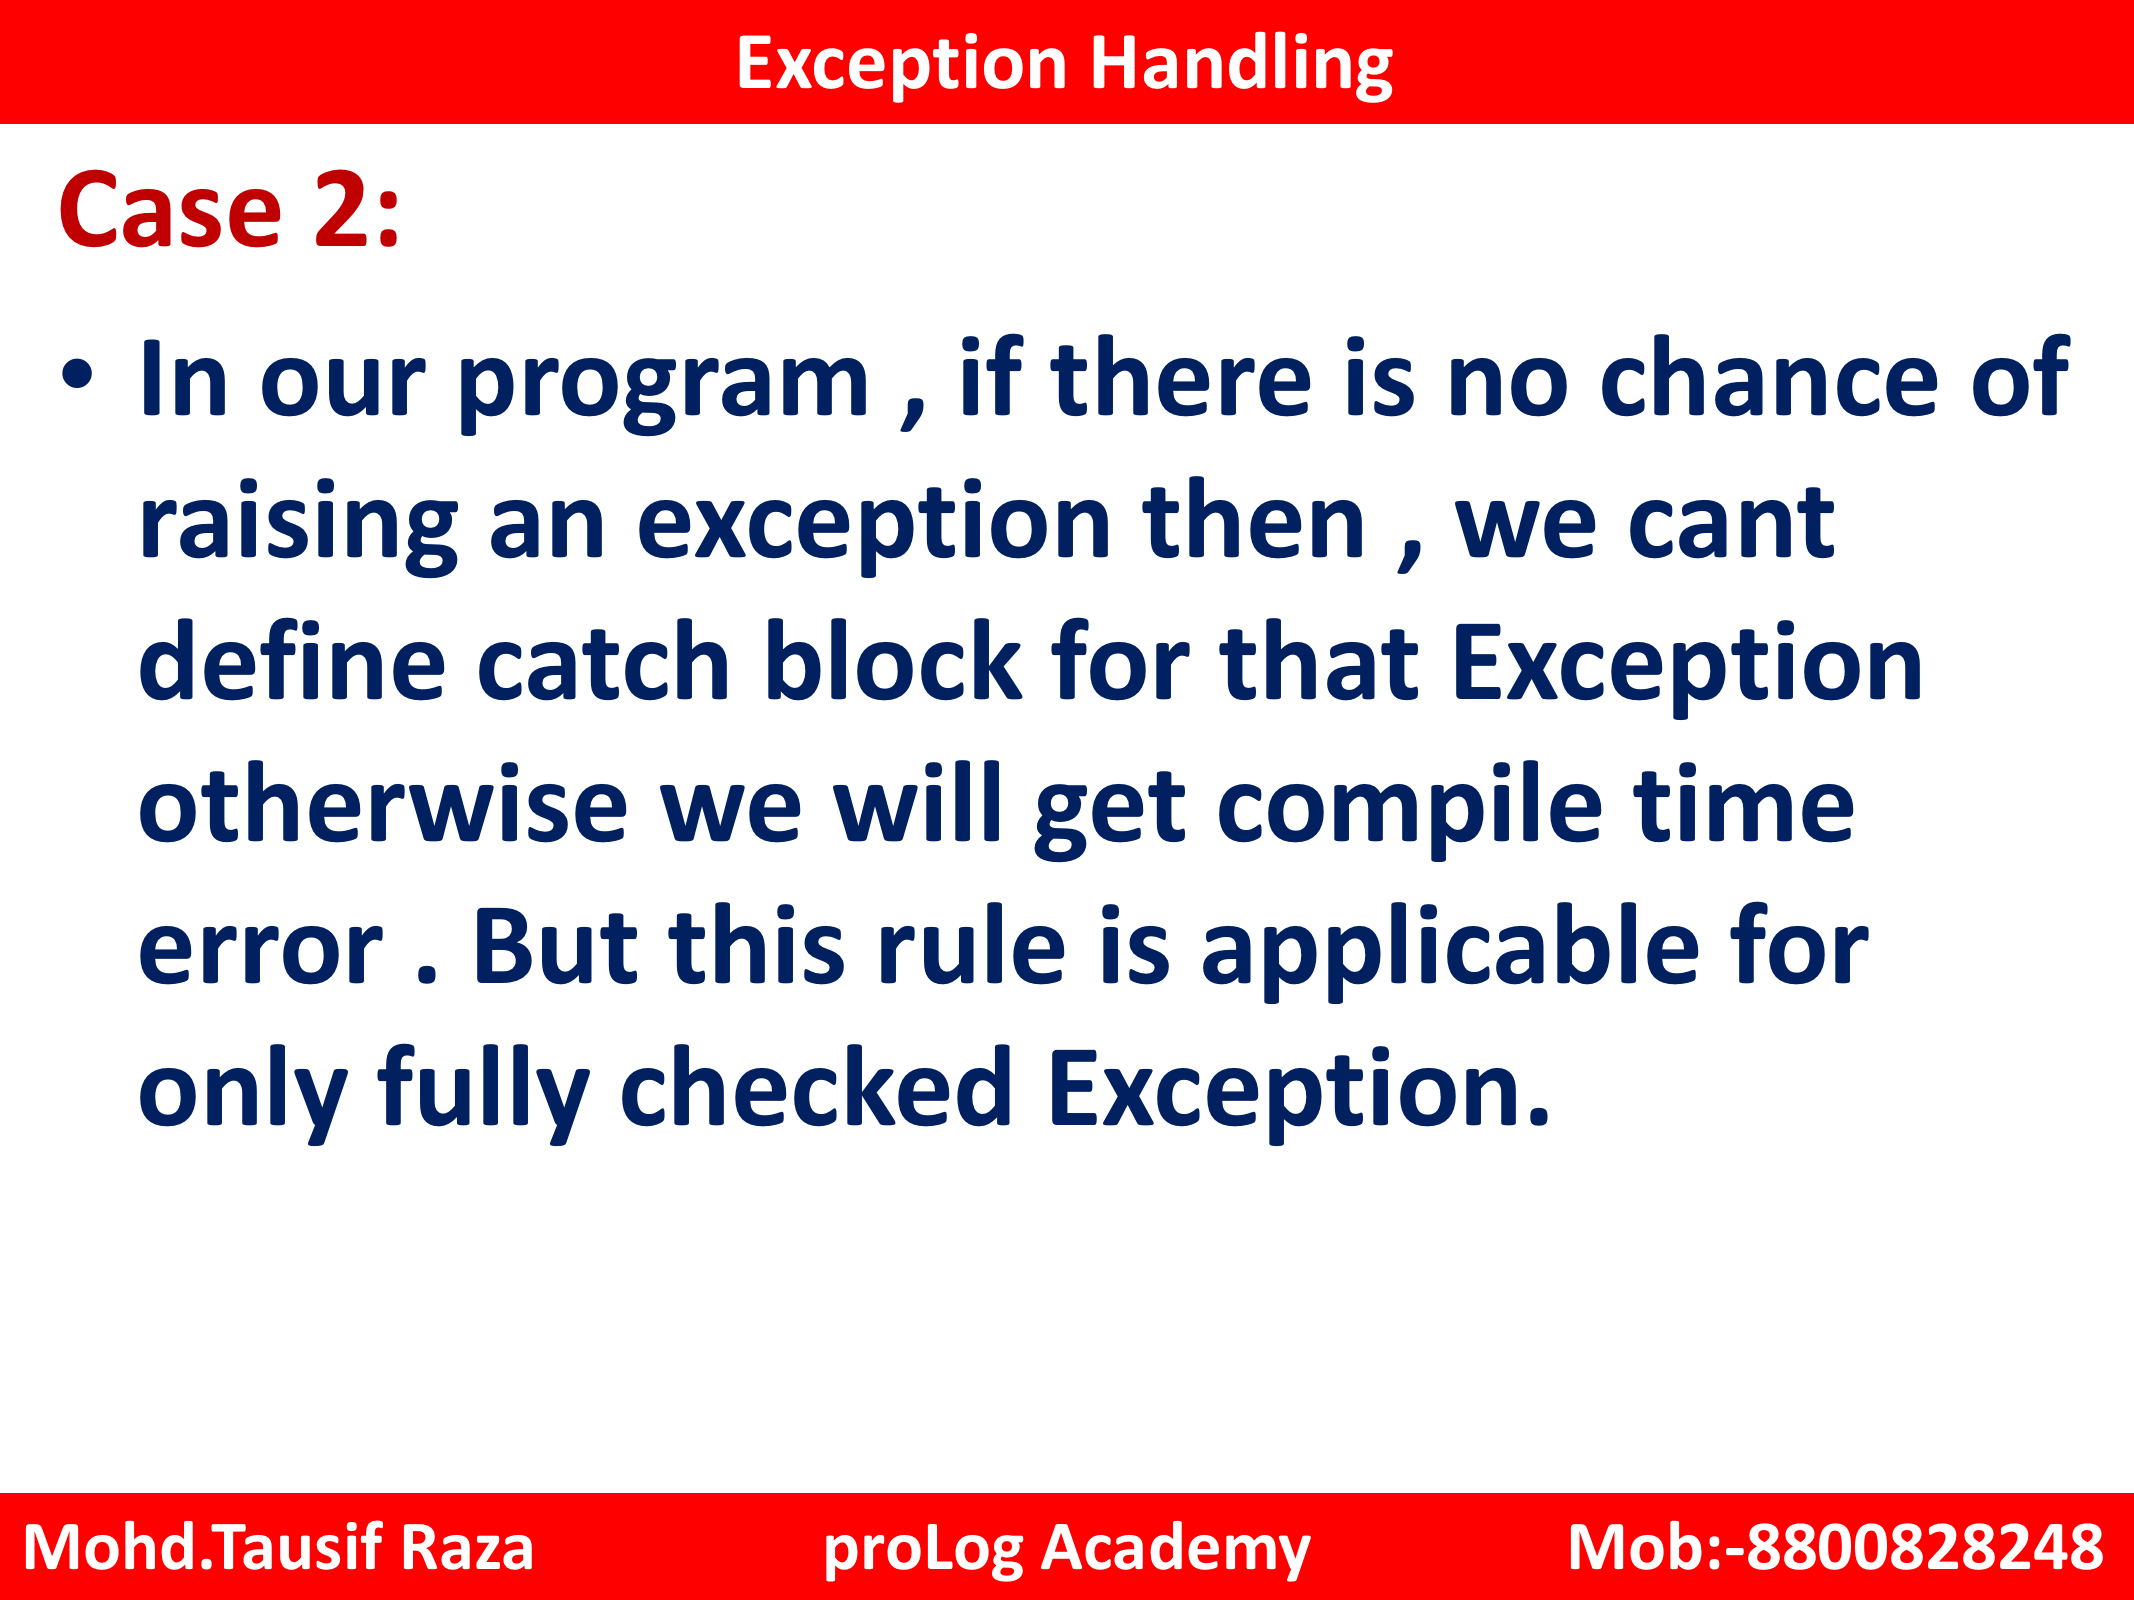 Exception Handling
Case 2:
• In our program , if there is no chance of
raising an exception then , we cant
define catch block for that Exception
otherwise we will get compile time
error . But this rule is applicable for
only fully checked Exception.
Mohd.Tausif Raza proLog Academy Mob:-8800828248